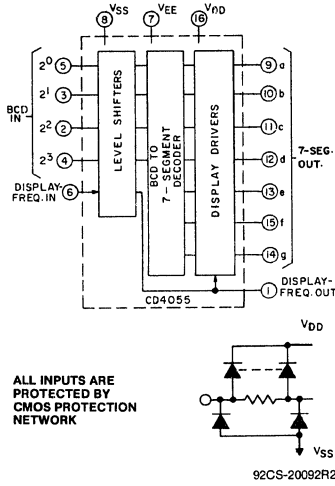 VSS VEE VDD
8 7 16
2⁰ 5
2¹ 3
BCD
IN
2² 2
2³ 4
DISPLAY-
FREQ. IN
6
LEVEL SHIFTERS
BCD TO
7-SEGMENT
DECODER
DISPLAY DRIVERS
9 a
10 b
11 c
12 d
13 e
15 f
14 g
7-SEG.
OUT.
1 DISPLAY-
FREQ. OUT
CD4055
ALL INPUTS ARE
PROTECTED BY
CMOS PROTECTION
NETWORK
VDD
VSS
92CS-20092R2